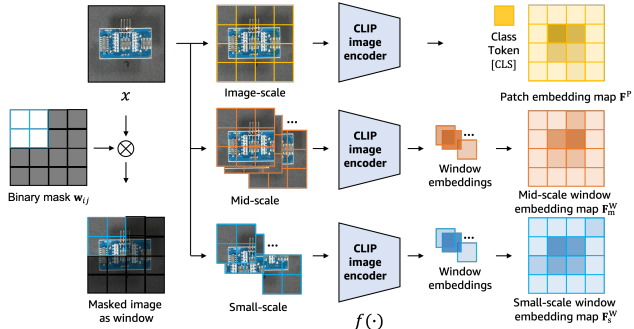 x
Binary mask w_ij
Masked image
as window
Image-scale
Mid-scale
Small-scale
CLIP
image
encoder
CLIP
image
encoder
CLIP
image
encoder
f(·)
...
...
...
Window
embeddings
...
Window
embeddings
Class
Token
[CLS]
Patch embedding map F^P
Mid-scale window
embedding map F_m^W
Small-scale window
embedding map F_s^W